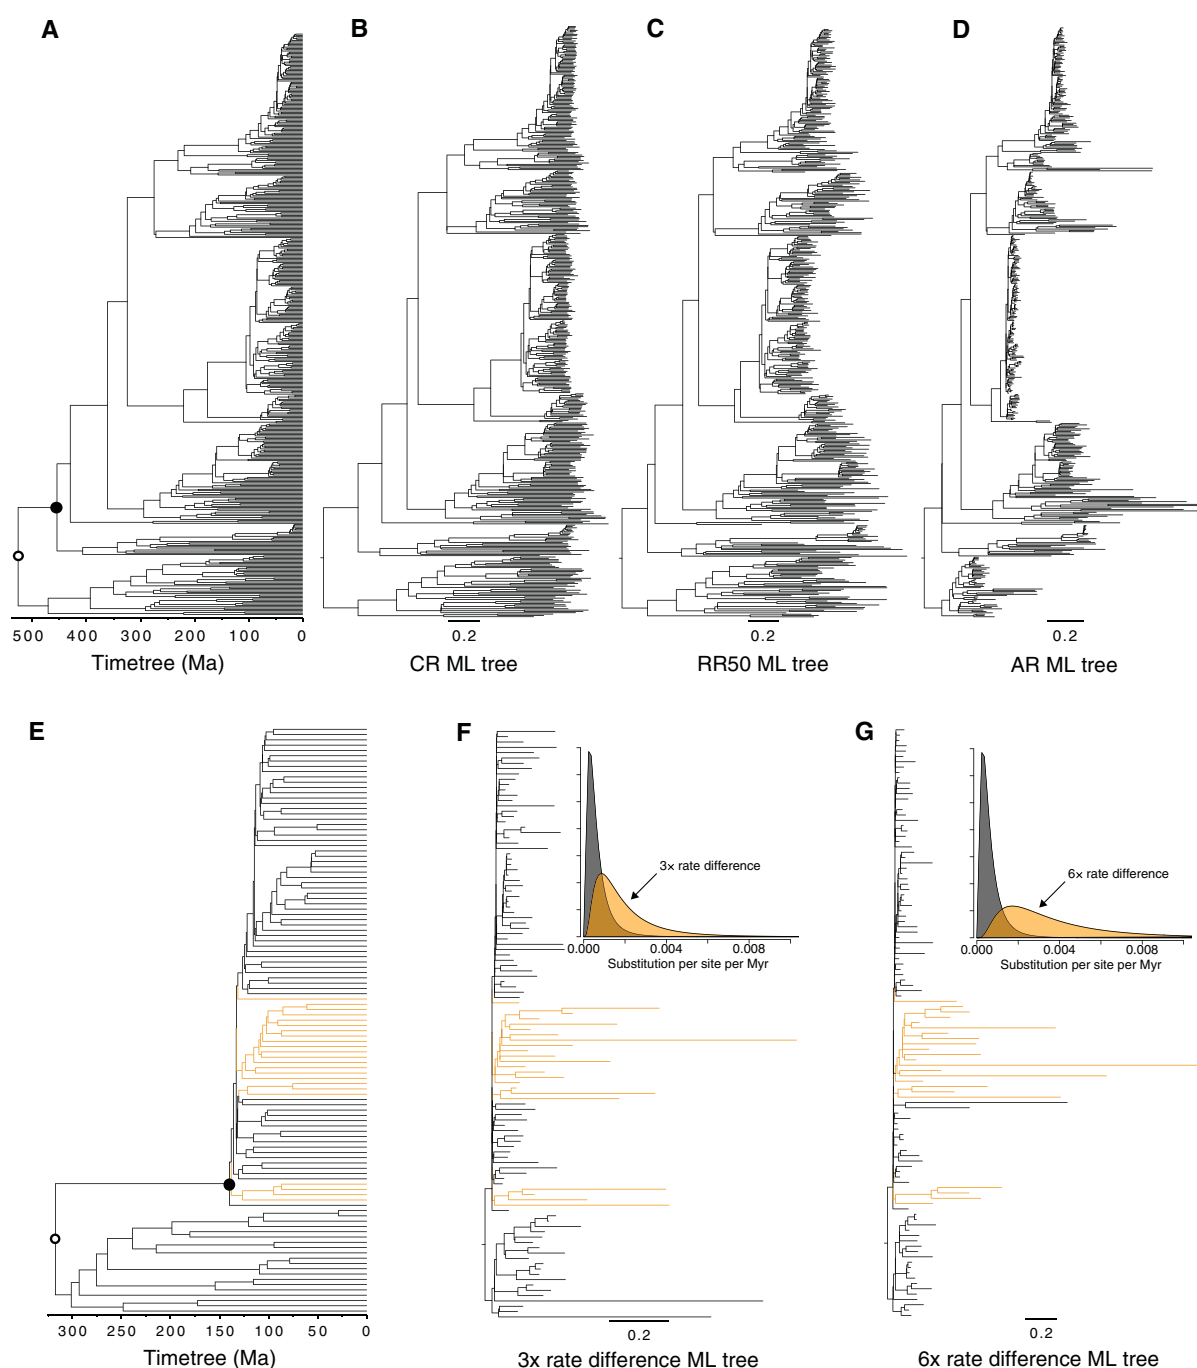 A
B
C
D
500 400 300 200 100 0
0.2
0.2
0.2
Timetree (Ma)
CR ML tree
RR50 ML tree
AR ML tree
E
F
G
3× rate difference
6× rate difference
0.000 0.004 0.008
0.000 0.004 0.008
Substitution per site per Myr
Substitution per site per Myr
300 250 200 150 100 50 0
0.2
0.2
Timetree (Ma)
3x rate difference ML tree
6x rate difference ML tree